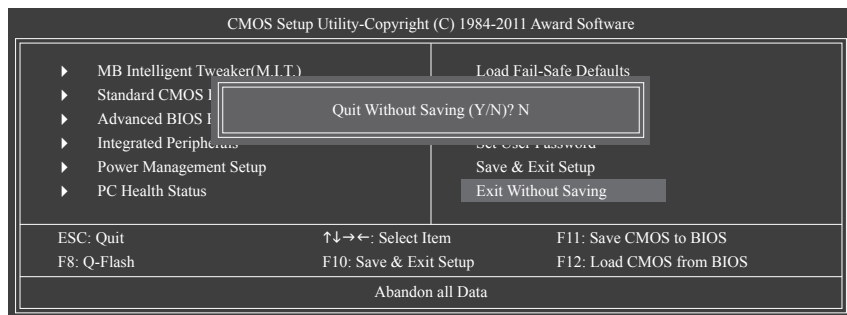 CMOS Setup Utility-Copyright (C) 1984-2011 Award Software
MB Intelligent Tweaker(M.I.T.)
Standard CMOS
Advanced BIOS
Integrated Peripherals
Power Management Setup
PC Health Status
Load Fail-Safe Defaults
Set User Password
Save & Exit Setup
Exit Without Saving
Quit Without Saving (Y/N)? N
ESC: Quit
↑↓→←: Select Item
F11: Save CMOS to BIOS
F8: Q-Flash
F10: Save & Exit Setup
F12: Load CMOS from BIOS
Abandon all Data